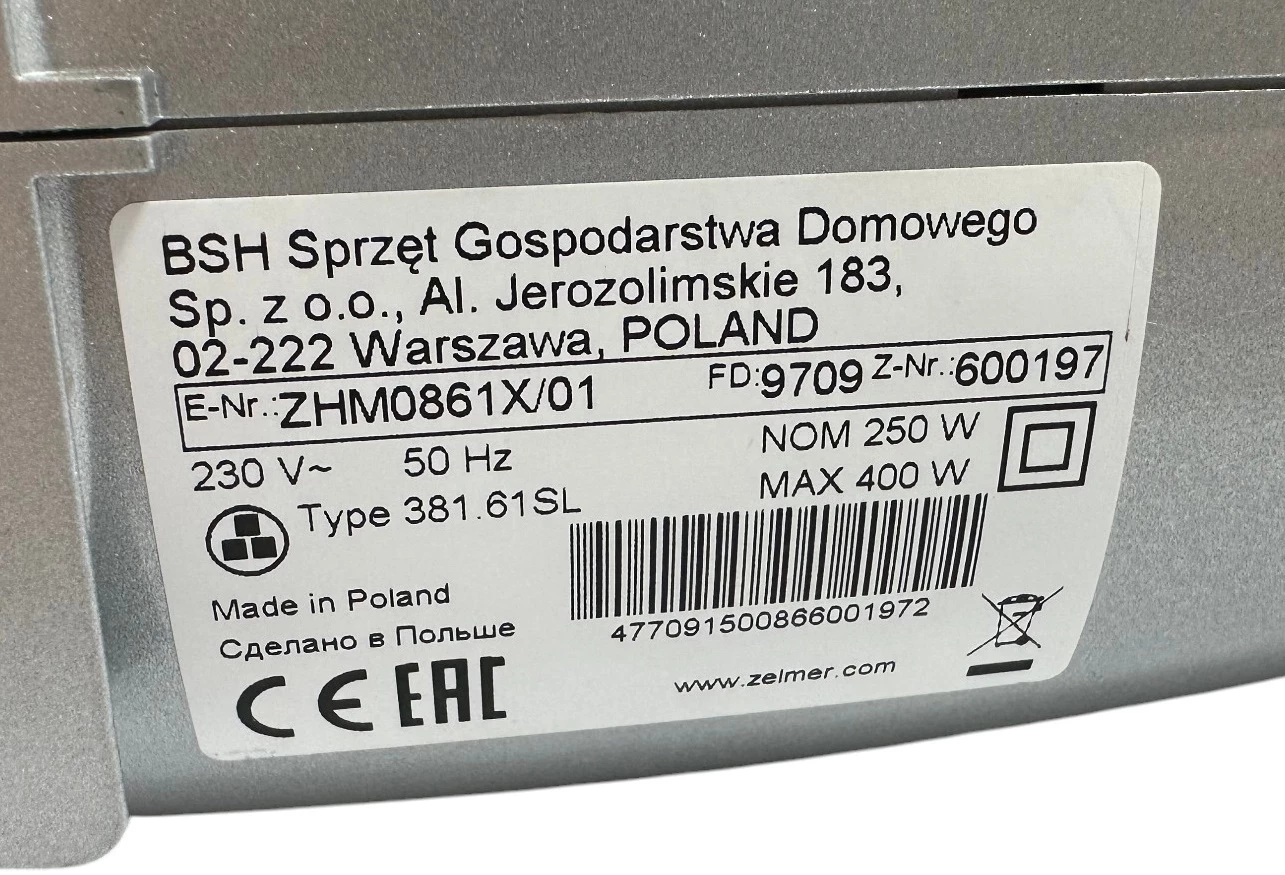 BSH Sprzęt Gospodarstwa Domowego
Sp. z o.o., Al. Jerozolimskie 183,
02-222 Warszawa, POLAND
E-Nr.:ZHM0861X/01 FD:9709 Z-Nr.:600197
230 V~ 50 Hz NOM 250 W
MAX 400 W
Type 381.61SL
Made in Poland
Сделано в Польше
477091500866001972
www.zelmer.com
CE EAC